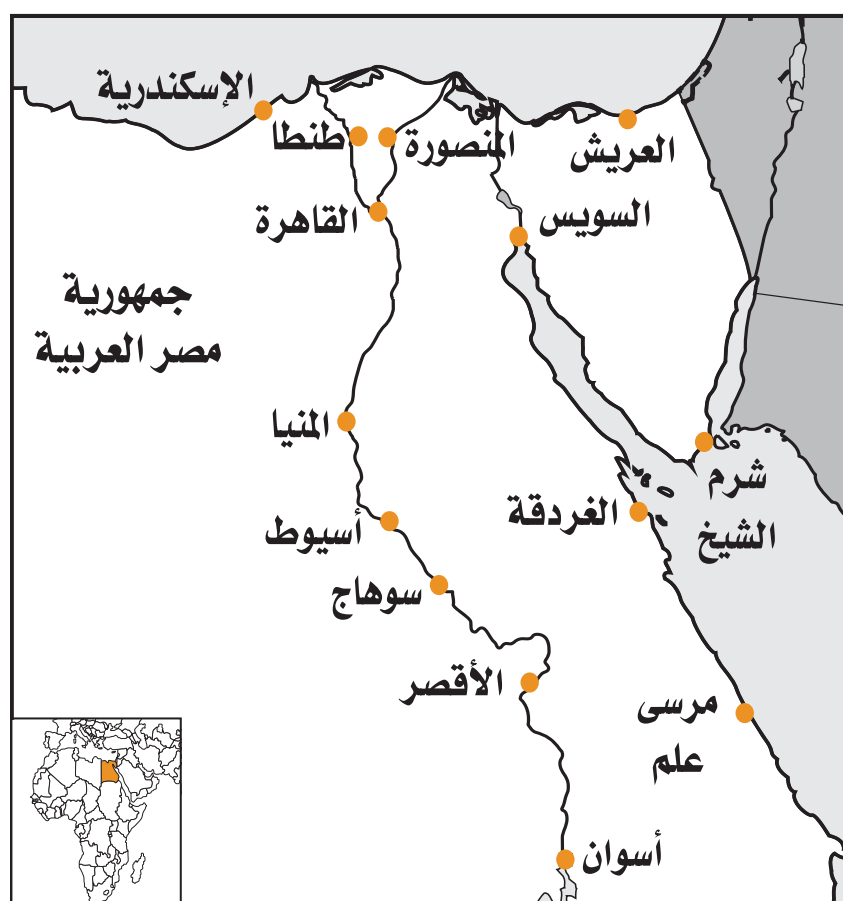 الإسكندرية
طنطا
المنصورة
العريش
القاهرة
السويس
جمهورية
مصر العربية
المنيا
شرم
الشيخ
الغردقة
أسيوط
سوهاج
الأقصر
مرسى
علم
أسوان